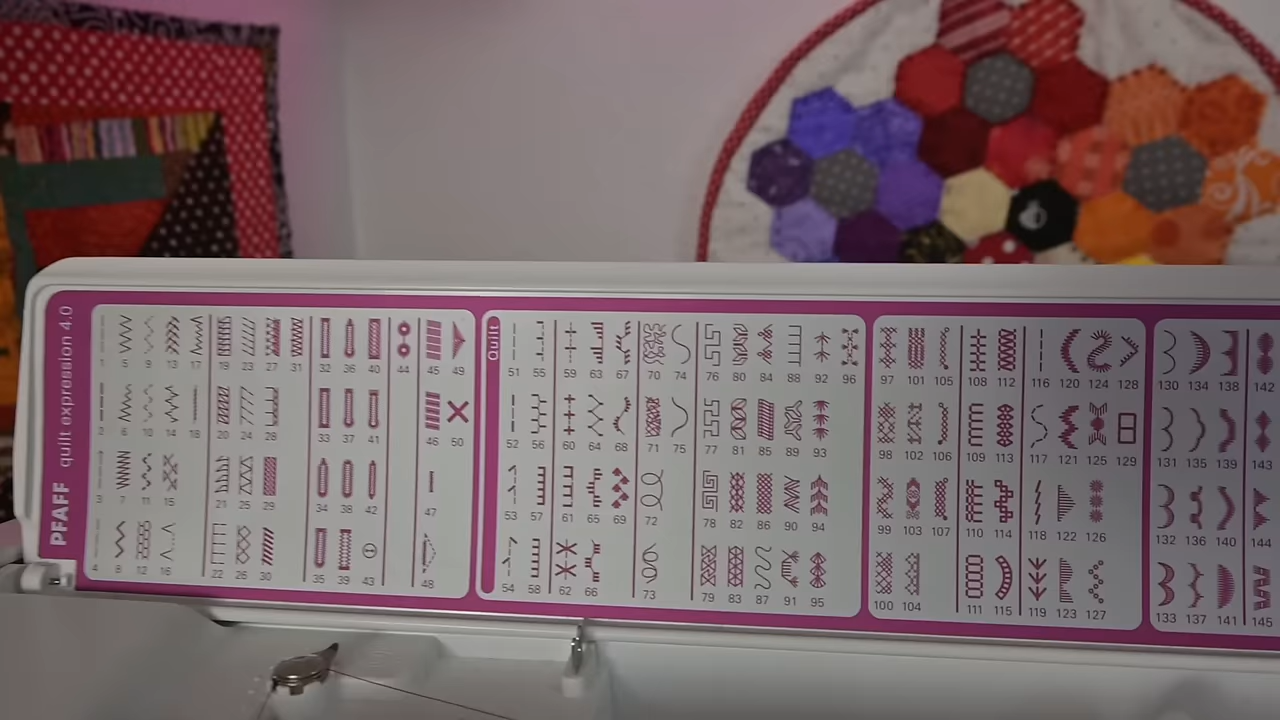 PFAFF quilt expression 4.0
1 5 9 13 17 19 23 27 31 32 36 40 44 45 49
2 6 10 14 18 20 24 28 33 37 41 46 50
3 7 11 15 21 25 29 34 38 42 47
4 8 12 16 22 26 30 35 39 43 48
Quilt
51 55 59 63 67 70 74 76 80 84 88 92 96
52 56 60 64 68 71 75 77 81 85 89 93
53 57 61 65 69 72 78 82 86 90 94
54 58 62 66 73 79 83 87 91 95
97 101 105 108 112 116 120 124 128
98 102 106 109 113 117 121 125 129
99 103 107 110 114 118 122 126
100 104 111 115 119 123 127
130 134 138 142
131 135 139 143
132 136 140 144
133 137 141 145